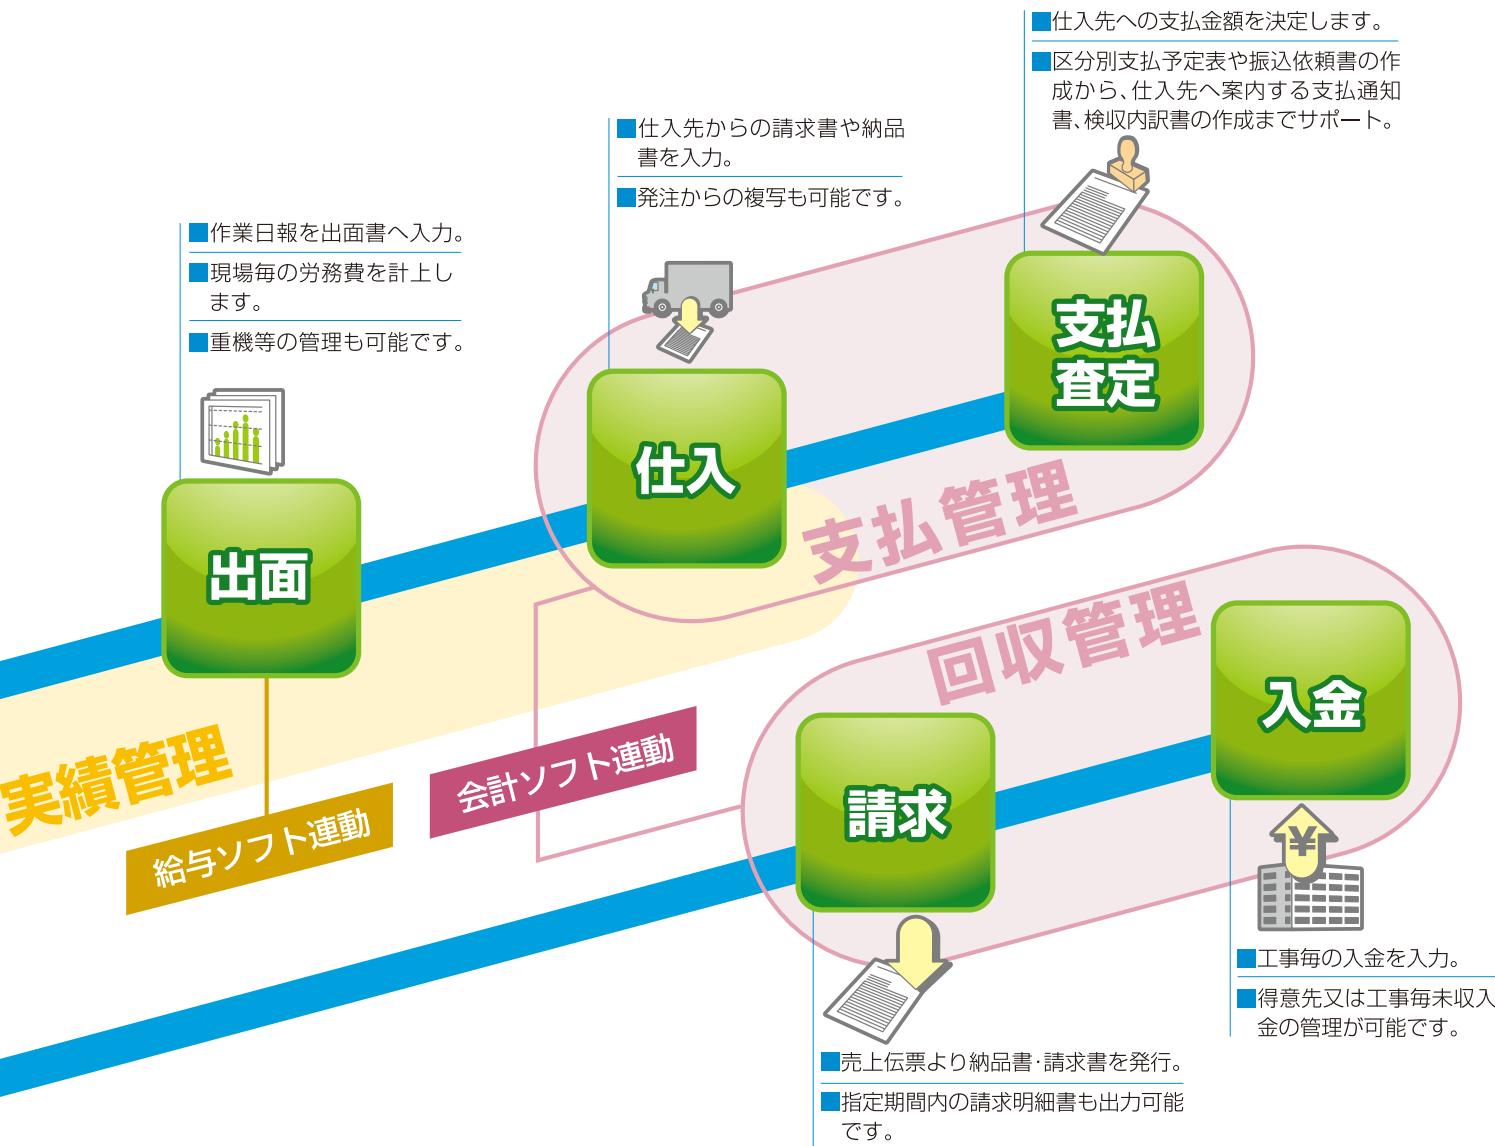 ■仕入先への支払金額を決定します。
■区分別支払予定表や振込依頼書の作
成から、仕入先へ案内する支払通知
書、検収内訳書の作成までサポート。
■仕入先からの請求書や納品
書を入力。
■発注からの複写も可能です。
■作業日報を出面書へ入力。
■現場毎の労務費を計上し
ます。
■重機等の管理も可能です。
支払
査定
仕入
出面
支払管理
回収管理
入金
請求
実績管理
会計ソフト連動
給与ソフト連動
¥
■工事毎の入金を入力。
■得意先又は工事毎未収入
金の管理が可能です。
■売上伝票より納品書・請求書を発行。
■指定期間内の請求明細書も出力可能
です。